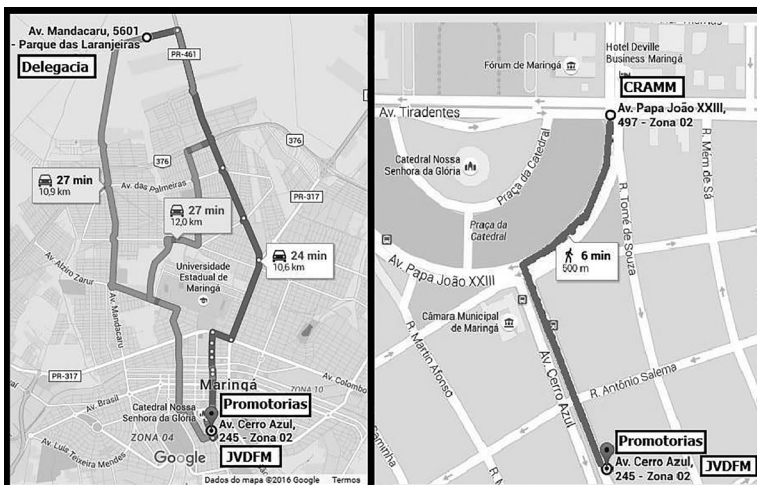 Av. Mandacaru, 5601
- Parque das Laranjeiras
Delegacia
PR-461
376
376
27 min
10,9 km
Av. das Palmeiras
PR-317
27 min
12,0 km
24 min
10,6 km
Universidade
Estadual de
Maringá
Av. Alziro Zarur
Av. Mandacaru
PR-317
Maringá
ZONA 10
Av. Colombo
Av. Brasil
Catedral Nossa
Senhora da Glória
Promotorias
Av. Cerro Azul,
245 - Zona 02
ZONA 04
Av. Luís Teixeira Mendes
Google
JVDFM
Dados do mapa ©2016 Google
Termos
Hotel Deville
Business Maringá
Fórum de Maringá
CRAMM
Av. Papa João XXIII,
497 - Zona 02
Av. Tiradentes
Catedral Nossa
Senhora da Glória
Praça da Catedral
Praça da
Catedral
R. Mém de Sá
R. Tomé de Souza
6 min
500 m
Av. Papa João XXIII
Câmara Municipal
de Maringá
R. Martin Afonso
Av. Cerro Azul
R. Antônio Salema
Promotorias
Av. Cerro Azul,
245 - Zona 02
JVDFM